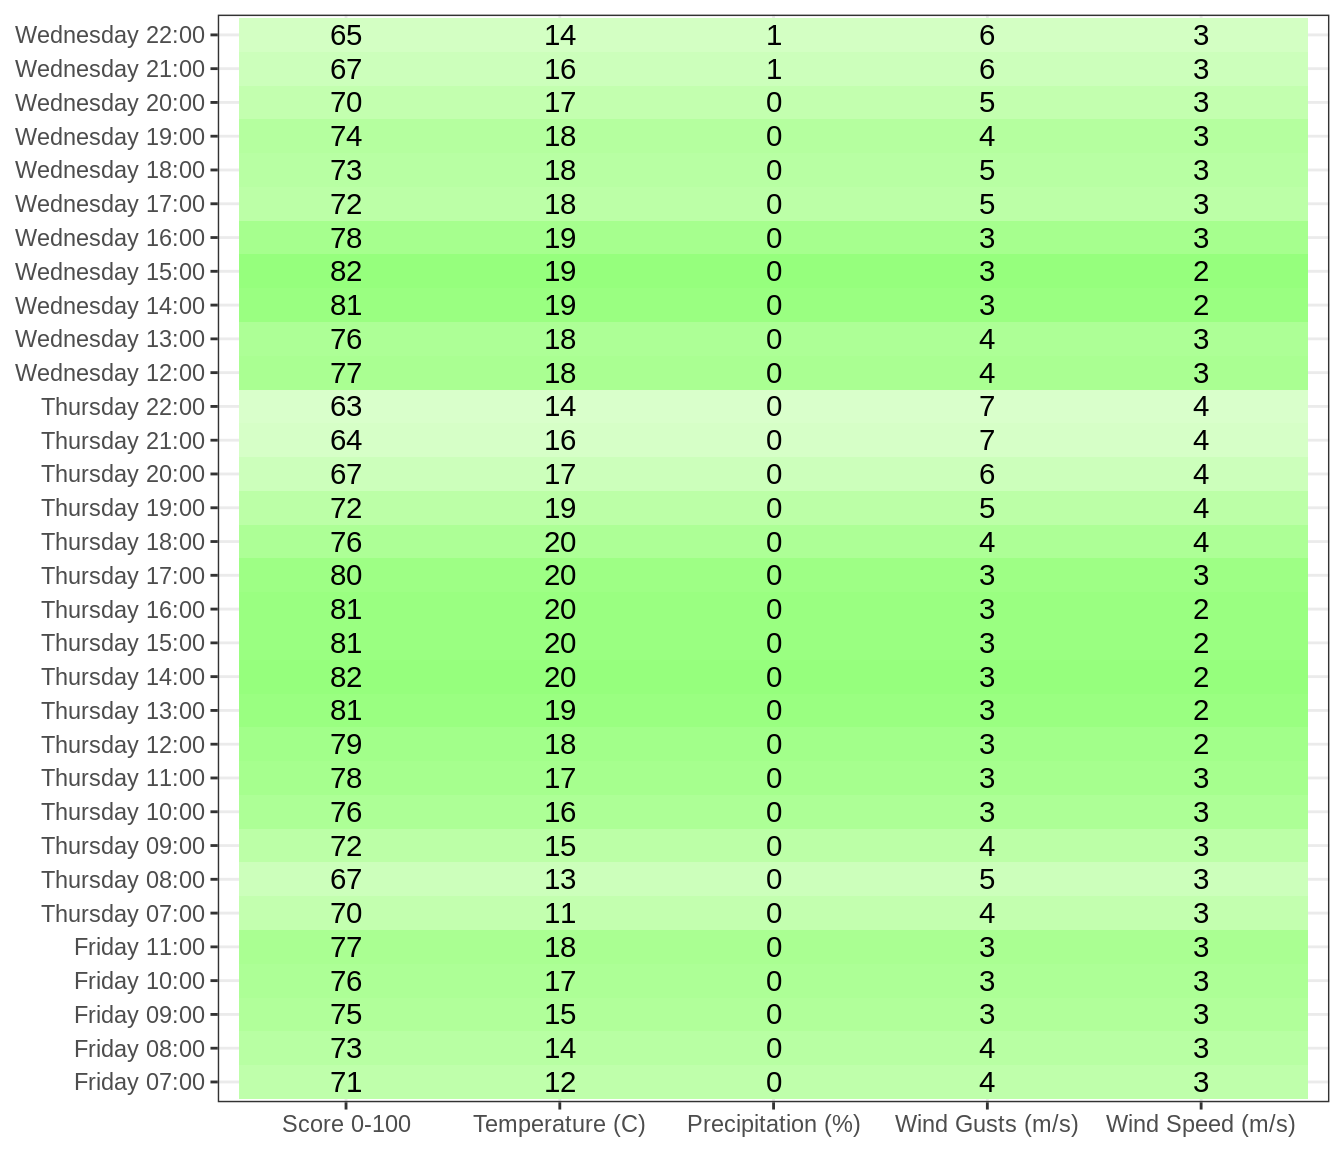 Wednesday 22:00 65 14 1 6 3
Wednesday 21:00 67 16 1 6 3
Wednesday 20:00 70 17 0 5 3
Wednesday 19:00 74 18 0 4 3
Wednesday 18:00 73 18 0 5 3
Wednesday 17:00 72 18 0 5 3
Wednesday 16:00 78 19 0 3 3
Wednesday 15:00 82 19 0 3 2
Wednesday 14:00 81 19 0 3 2
Wednesday 13:00 76 18 0 4 3
Wednesday 12:00 77 18 0 4 3
Thursday 22:00 63 14 0 7 4
Thursday 21:00 64 16 0 7 4
Thursday 20:00 67 17 0 6 4
Thursday 19:00 72 19 0 5 4
Thursday 18:00 76 20 0 4 4
Thursday 17:00 80 20 0 3 3
Thursday 16:00 81 20 0 3 2
Thursday 15:00 81 20 0 3 2
Thursday 14:00 82 20 0 3 2
Thursday 13:00 81 19 0 3 2
Thursday 12:00 79 18 0 3 2
Thursday 11:00 78 17 0 3 3
Thursday 10:00 76 16 0 3 3
Thursday 09:00 72 15 0 4 3
Thursday 08:00 67 13 0 5 3
Thursday 07:00 70 11 0 4 3
Friday 11:00 77 18 0 3 3
Friday 10:00 76 17 0 3 3
Friday 09:00 75 15 0 3 3
Friday 08:00 73 14 0 4 3
Friday 07:00 71 12 0 4 3
Score 0-100 Temperature (C) Precipitation (%) Wind Gusts (m/s) Wind Speed (m/s)